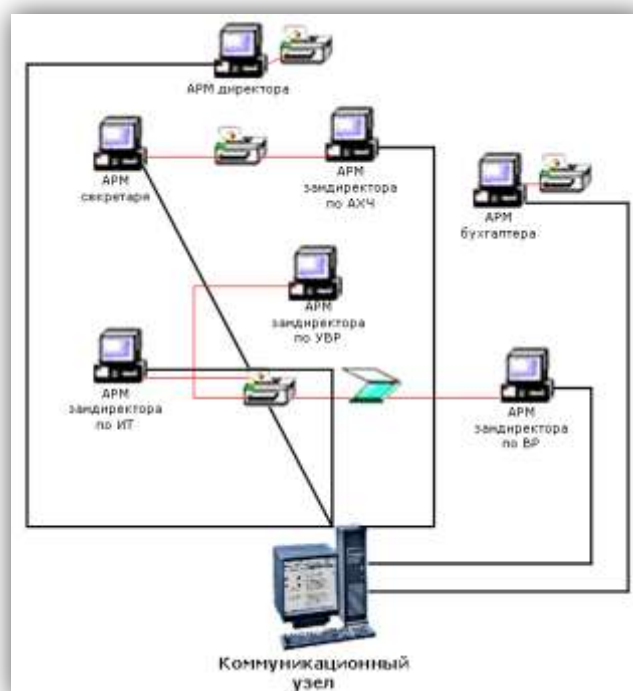 АРМ директора
АРМ
секретаря
АРМ
замдиректора
по АХЧ
АРМ
бухгалтера
АРМ
замдиректора
по УВР
АРМ
замдиректора
по ИТ
АРМ
замдиректора
по ВР
Коммуникационный
узел